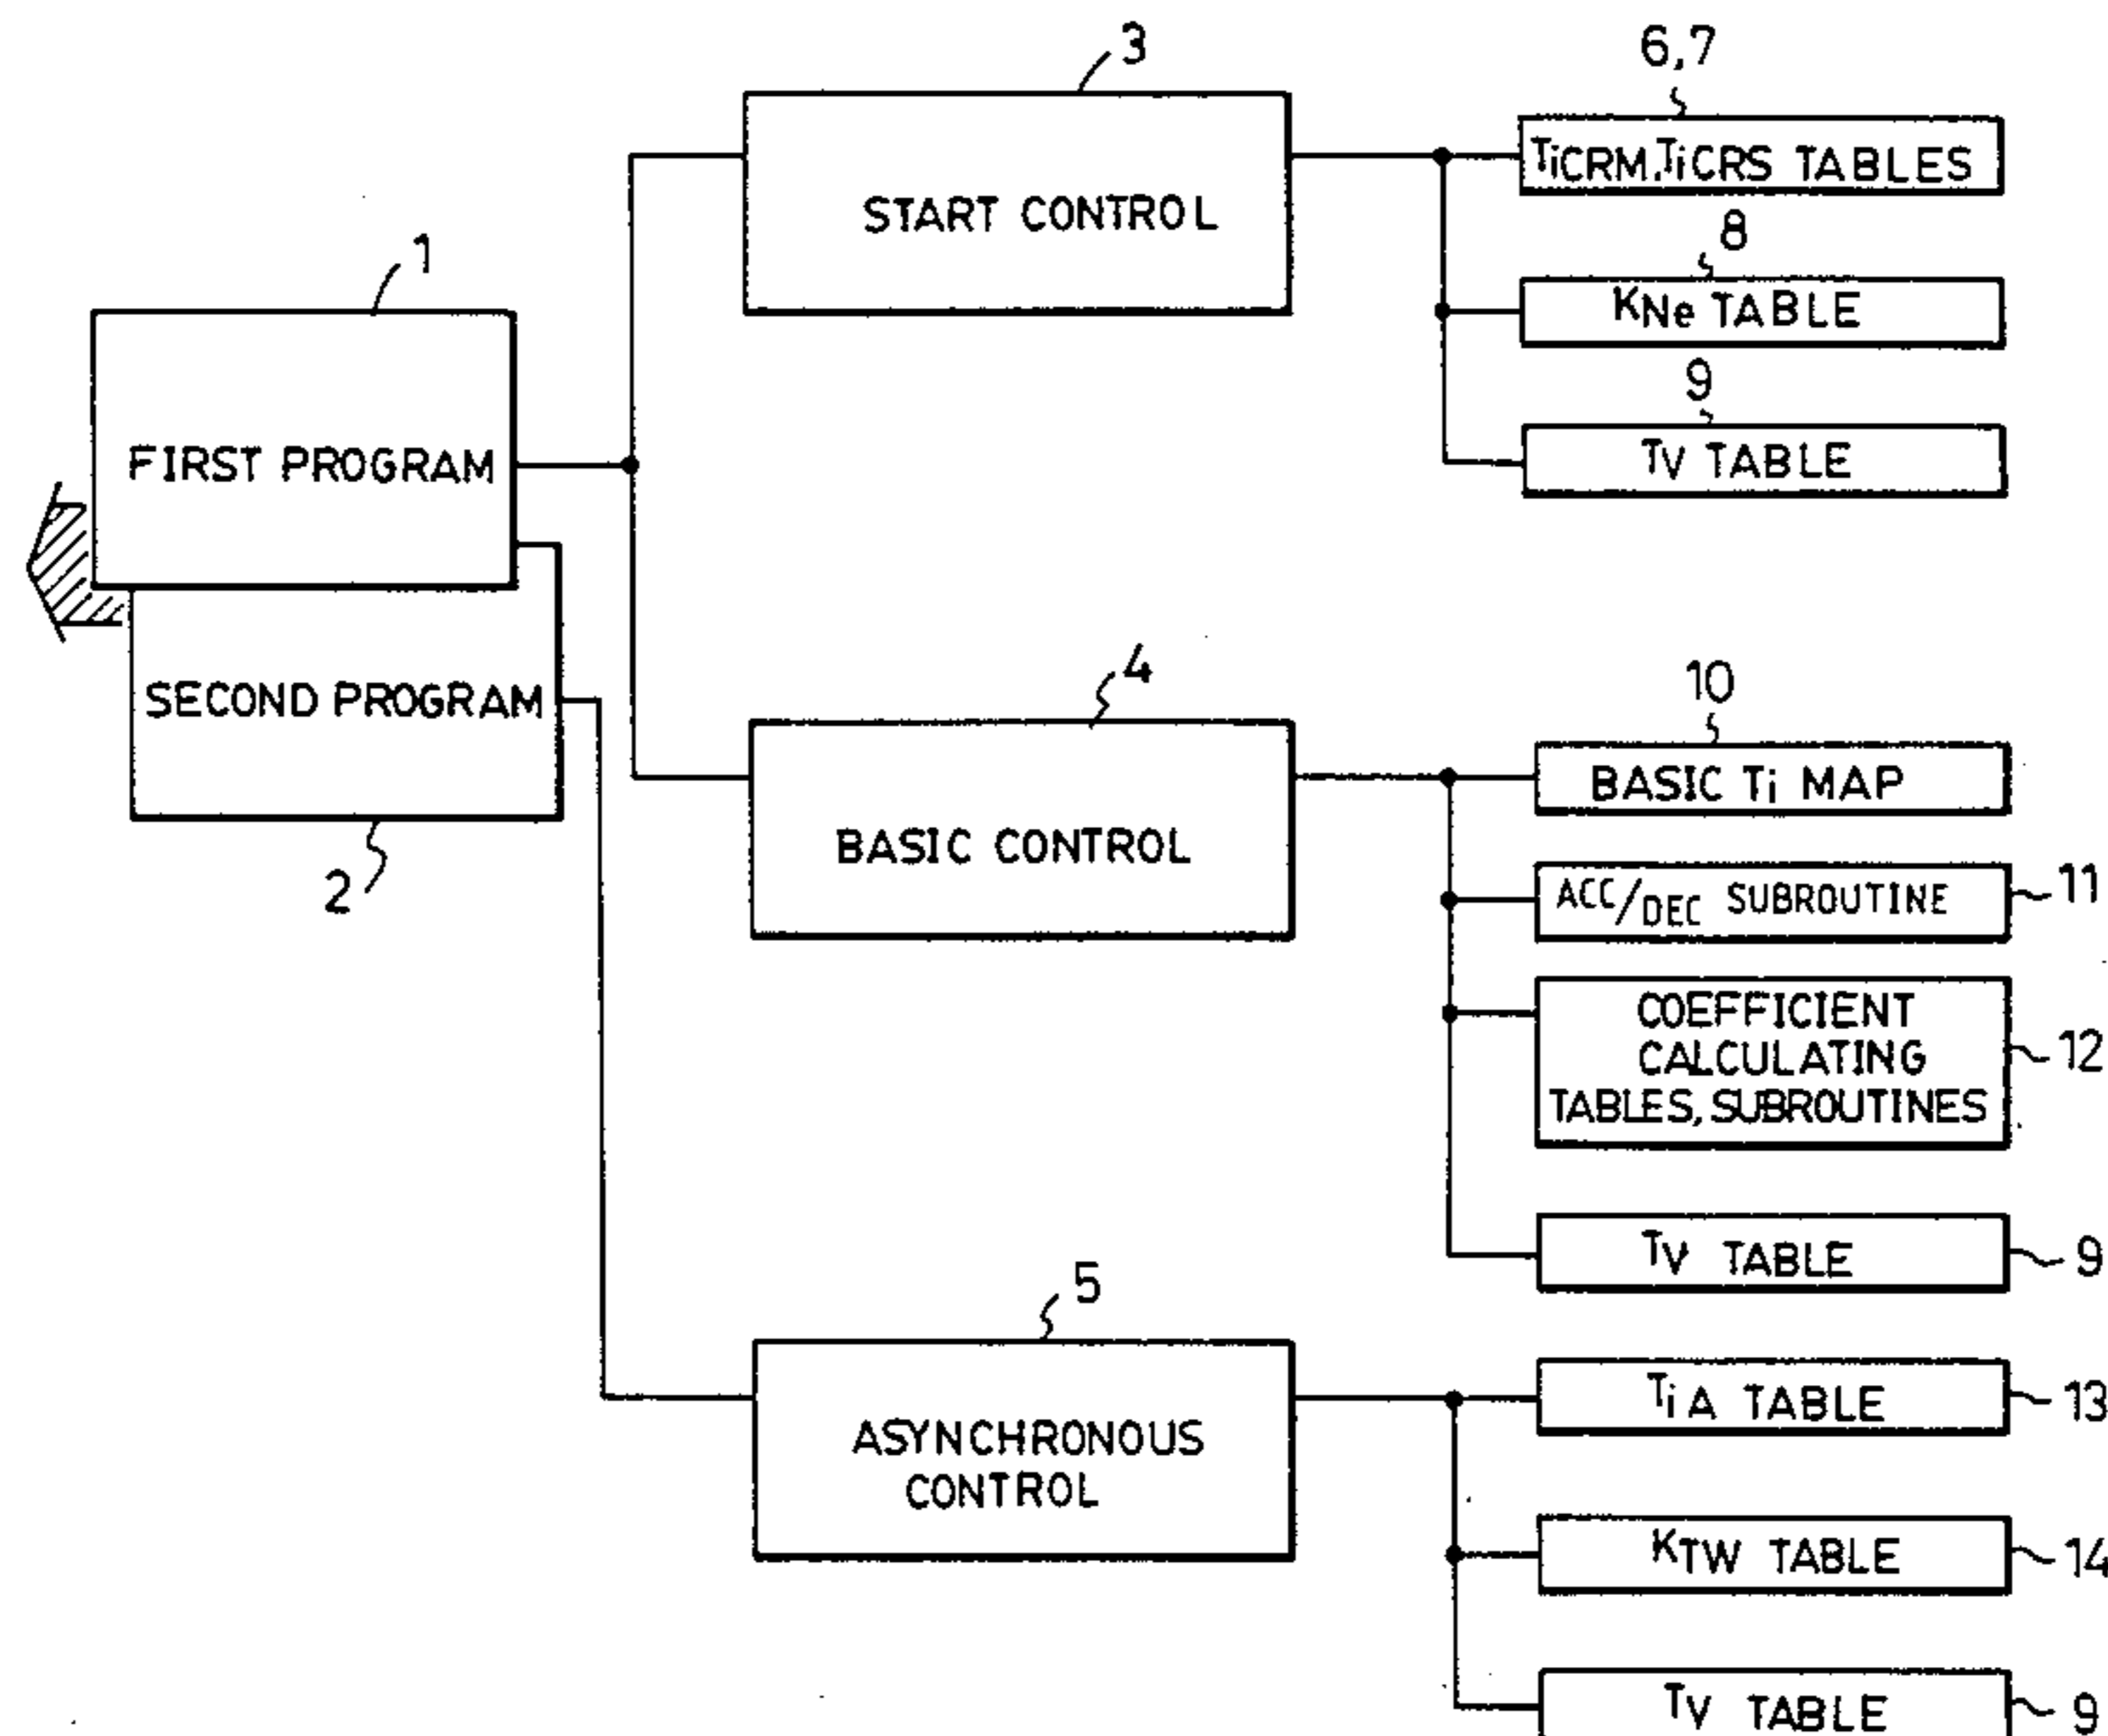 1
FIRST PROGRAM
SECOND PROGRAM
2
3
START CONTROL
6,7
TiCRM.TiCRS TABLES
8
KNe TABLE
9
TV TABLE
4
BASIC CONTROL
10
BASIC Ti MAP
ACC/DEC SUBROUTINE
11
COEFFICIENT
CALCULATING
TABLES, SUBROUTINES
12
TV TABLE
9
5
ASYNCHRONOUS
CONTROL
TiA TABLE
13
KTW TABLE
14
TV TABLE
9